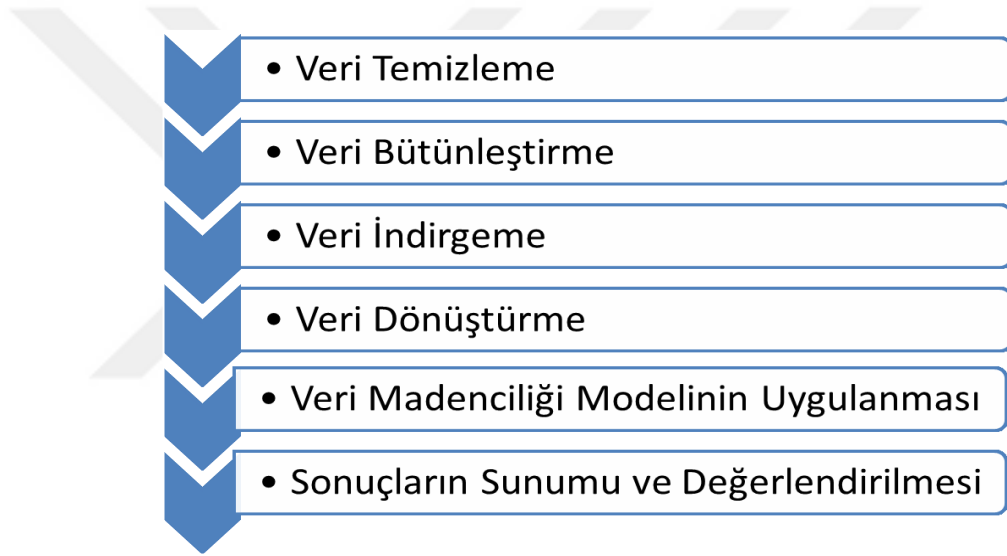 • Veri Temizleme
• Veri Bütünleştirme
• Veri İndirgeme
• Veri Dönüştürme
• Veri Madenciliği Modelinin Uygulanması
• Sonuçların Sunumu ve Değerlendirilmesi